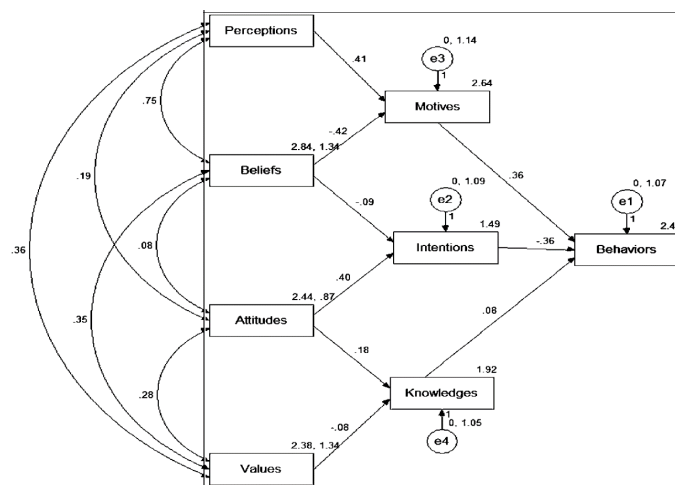 Perceptions
0, 1.14
e3
1
2.64
Motives
.41
.75
-.42
2.84, 1.34
Beliefs
.36
0, 1.07
e1
1
.19
-.09
0, 1.09
e2
1
1.49
2.4
Intentions
-.36
Behaviors
.36
.08
.40
2.44, .87
Attitudes
.35
.08
.18
1.92
Knowledges
.28
-.08
1
0, 1.05
e4
2.38, 1.34
Values